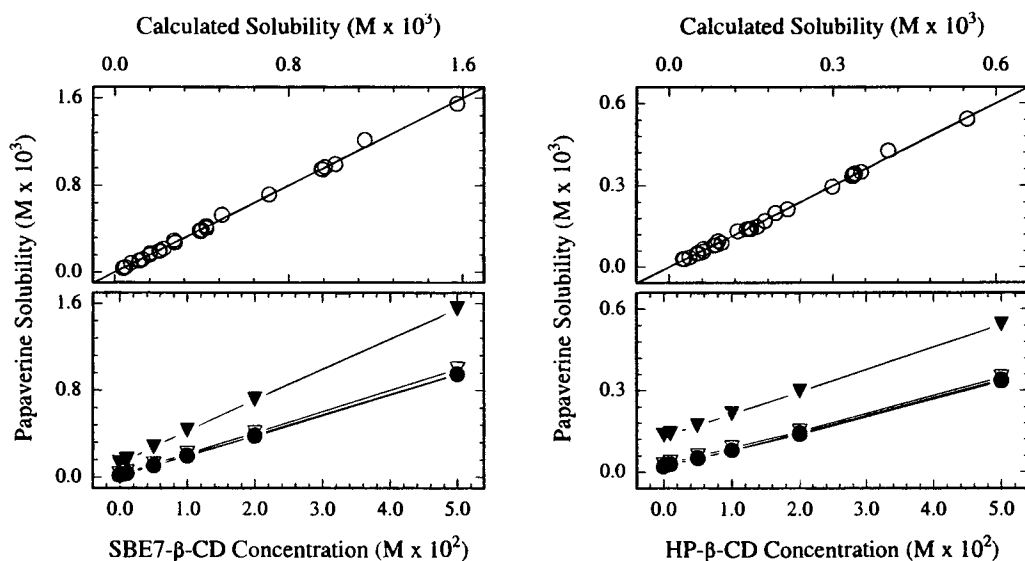 Calculated Solubility (M x 10³)
0.0 0.8 1.6
1.6
0.8
0.0
1.6
0.8
0.0
Papaverine Solubility (M x 10³)
0.0 1.0 2.0 3.0 4.0 5.0
SBE7-β-CD Concentration (M x 10²)
Calculated Solubility (M x 10³)
0.0 0.3 0.6
0.6
0.3
0.0
0.6
0.3
0.0
Papaverine Solubility (M x 10³)
0.0 1.0 2.0 3.0 4.0 5.0
HP-β-CD Concentration (M x 10²)